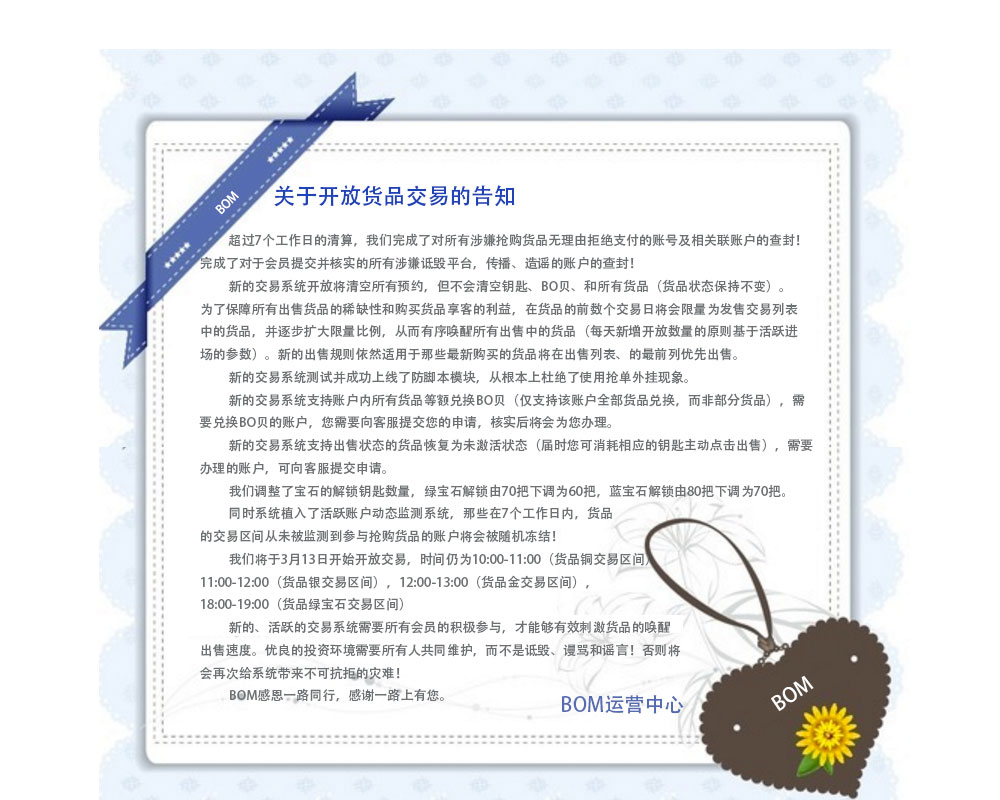 ★★★★★
BOM
★★★★★
关于开放货品交易的告知
超过7个工作日的清算，我们完成了对所有涉嫌抢购货品无理由拒绝支付的账号及相关联账户的查封！
完成了对于会员提交并核实的所有涉嫌诋毁平台，传播、造谣的账户的查封！
新的交易系统开放将清空所有预约，但不会清空钥匙、BO贝、和所有货品（货品状态保持不变）。
为了保障所有出售货品的稀缺性和购买货品享客的利益，在货品的前数个交易日将会限量为发售交易列表
中的货品，并逐步扩大限量比例，从而有序唤醒所有出售中的货品（每天新增开放数量的原则基于活跃进
场的参数）。新的出售规则依然适用于那些最新购买的货品将在出售列表、的最前列优先出售。
新的交易系统测试并成功上线了防脚本模块，从根本上杜绝了使用抢单外挂现象。
新的交易系统支持账户内所有货品等额兑换BO贝（仅支持该账户全部货品兑换，而非部分货品），需
要兑换BO贝的账户，您需要向客服提交您的申请，核实后将会为您办理。
新的交易系统支持出售状态的货品恢复为未激活状态（届时您可消耗相应的钥匙主动点击出售），需要
办理的账户，可向客服提交申请。
我们调整了宝石的解锁钥匙数量，绿宝石解锁由70把下调为60把，蓝宝石解锁由80把下调为70把。
同时系统植入了活跃账户动态监测系统，那些在7个工作日内，货品
的交易区间从未被监测到参与抢购货品的账户将会被随机冻结！
我们将于3月13日开始开放交易，时间仍为10:00-11:00（货品铜交易区间）
11:00-12:00（货品银交易区间），12:00-13:00（货品金交易区间），
18:00-19:00（货品绿宝石交易区间）
新的、活跃的交易系统需要所有会员的积极参与，才能够有效刺激货品的唤醒
出售速度。优良的投资环境需要所有人共同维护，而不是诋毁、谩骂和谣言！否则将
会再次给系统带来不可抗拒的灾难！
BOM感恩一路同行，感谢一路上有您。
BOM运营中心
BOM